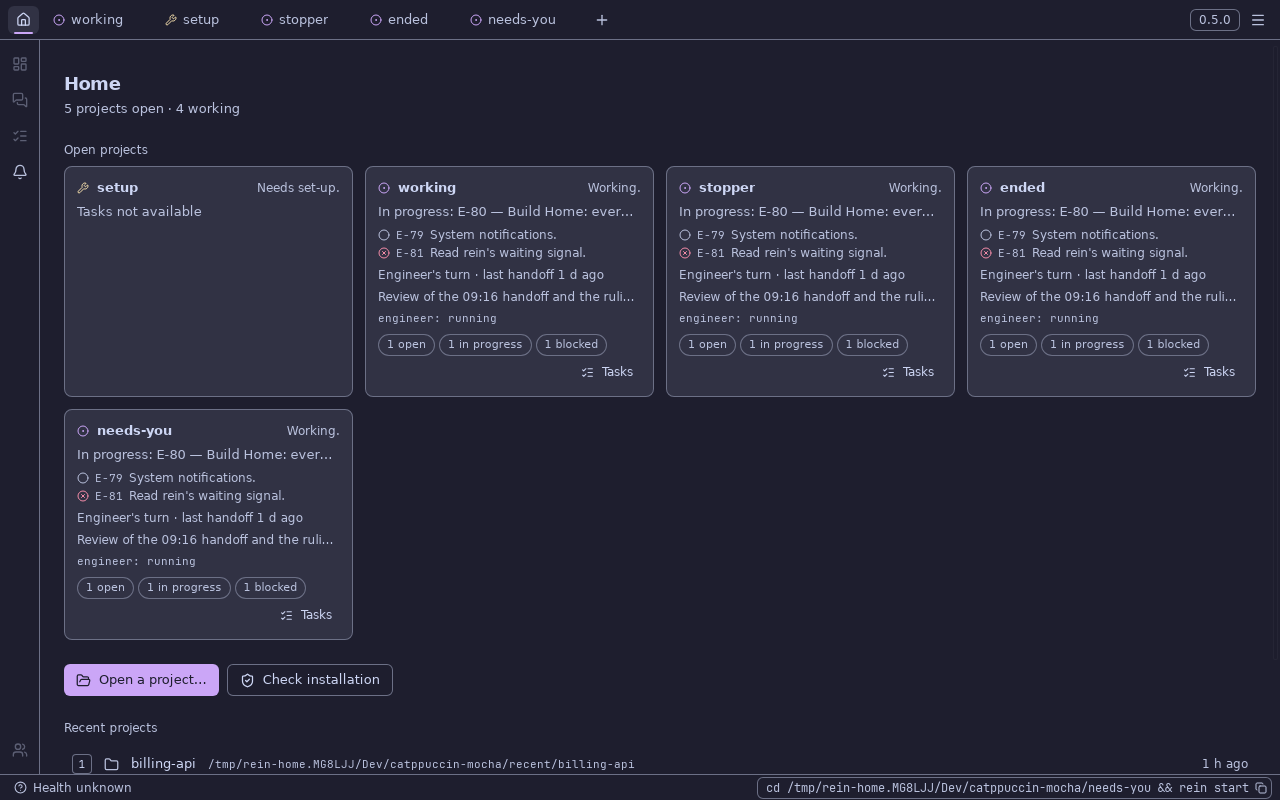 working setup stopper ended needs-you 0.5.0
Home
5 projects open · 4 working
Open projects
setup Needs set-up.
Tasks not available
working Working.
In progress: E-80 — Build Home: ever…
E-79 System notifications.
E-81 Read rein's waiting signal.
Engineer's turn · last handoff 1 d ago
Review of the 09:16 handoff and the ruli…
engineer: running
1 open 1 in progress 1 blocked
Tasks
stopper Working.
In progress: E-80 — Build Home: ever…
E-79 System notifications.
E-81 Read rein's waiting signal.
Engineer's turn · last handoff 1 d ago
Review of the 09:16 handoff and the ruli…
engineer: running
1 open 1 in progress 1 blocked
Tasks
ended Working.
In progress: E-80 — Build Home: ever…
E-79 System notifications.
E-81 Read rein's waiting signal.
Engineer's turn · last handoff 1 d ago
Review of the 09:16 handoff and the ruli…
engineer: running
1 open 1 in progress 1 blocked
Tasks
needs-you Working.
In progress: E-80 — Build Home: ever…
E-79 System notifications.
E-81 Read rein's waiting signal.
Engineer's turn · last handoff 1 d ago
Review of the 09:16 handoff and the ruli…
engineer: running
1 open 1 in progress 1 blocked
Tasks
Open a project… Check installation
Recent projects
1 billing-api /tmp/rein-home.MG8LJJ/Dev/catppuccin-mocha/recent/billing-api 1 h ago
Health unknown cd /tmp/rein-home.MG8LJJ/Dev/catppuccin-mocha/needs-you && rein start